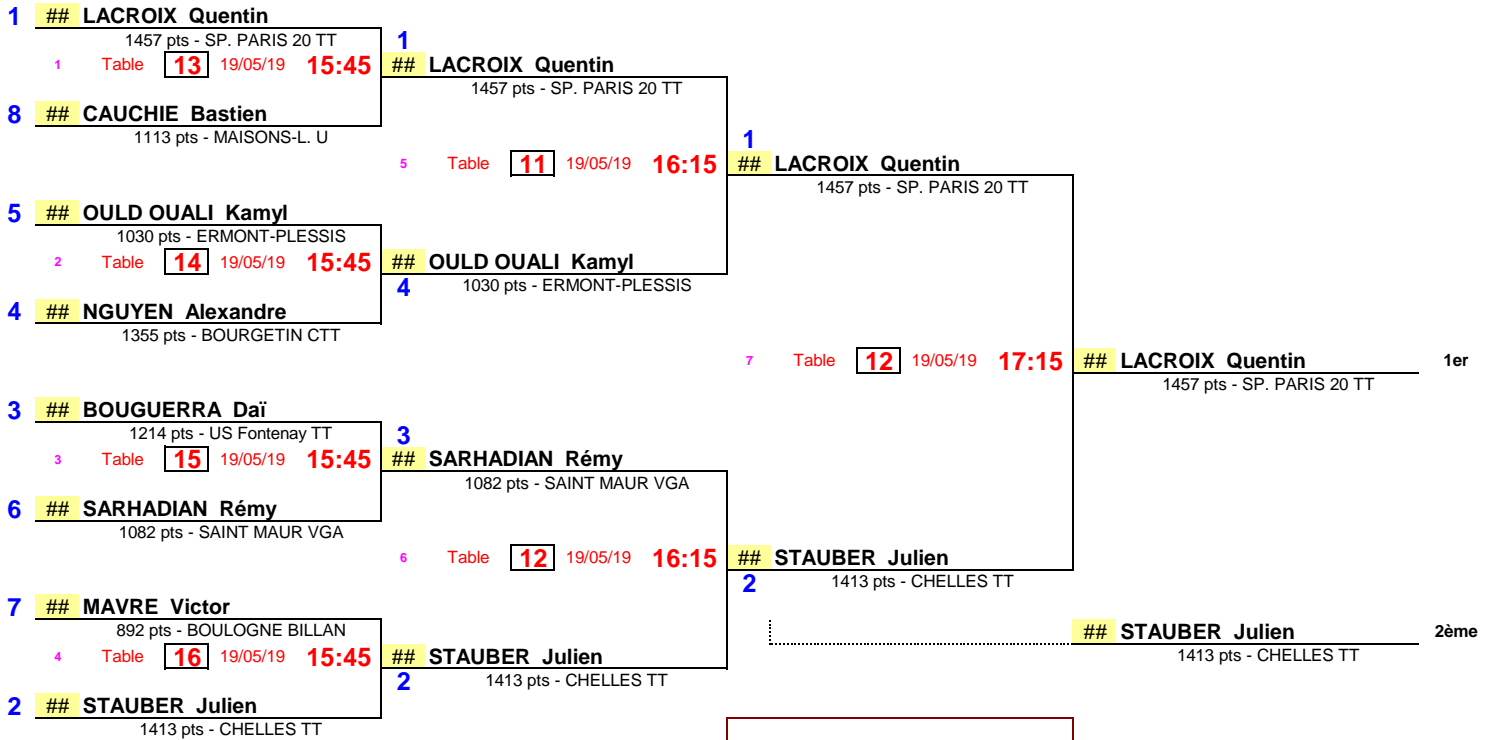 1 ## LACROIX Quentin
1457 pts - SP. PARIS 20 TT
1 Table 13 19/05/19 15:45
8 ## CAUCHIE Bastien
1113 pts - MAISONS-L. U
5 ## OULD OUALI Kamyl
1030 pts - ERMONT-PLESSIS
2 Table 14 19/05/19 15:45
4 ## NGUYEN Alexandre
1355 pts - BOURGETIN CTT
3 ## BOUGUERRA Daï
1214 pts - US Fontenay TT
3 Table 15 19/05/19 15:45
6 ## SARHADIAN Rémy
1082 pts - SAINT MAUR VGA
7 ## MAVRE Victor
892 pts - BOULOGNE BILLAN
4 Table 16 19/05/19 15:45
2 ## STAUBER Julien
1413 pts - CHELLES TT
1
## LACROIX Quentin
1457 pts - SP. PARIS 20 TT
5 Table 11 19/05/19 16:15
## OULD OUALI Kamyl
4
1030 pts - ERMONT-PLESSIS
3
## SARHADIAN Rémy
1082 pts - SAINT MAUR VGA
6 Table 12 19/05/19 16:15
## STAUBER Julien
2
1413 pts - CHELLES TT
1
## LACROIX Quentin
1457 pts - SP. PARIS 20 TT
7 Table 12 19/05/19 17:15
## STAUBER Julien
2
1413 pts - CHELLES TT
## LACROIX Quentin 1er
1457 pts - SP. PARIS 20 TT
## STAUBER Julien 2ème
1413 pts - CHELLES TT